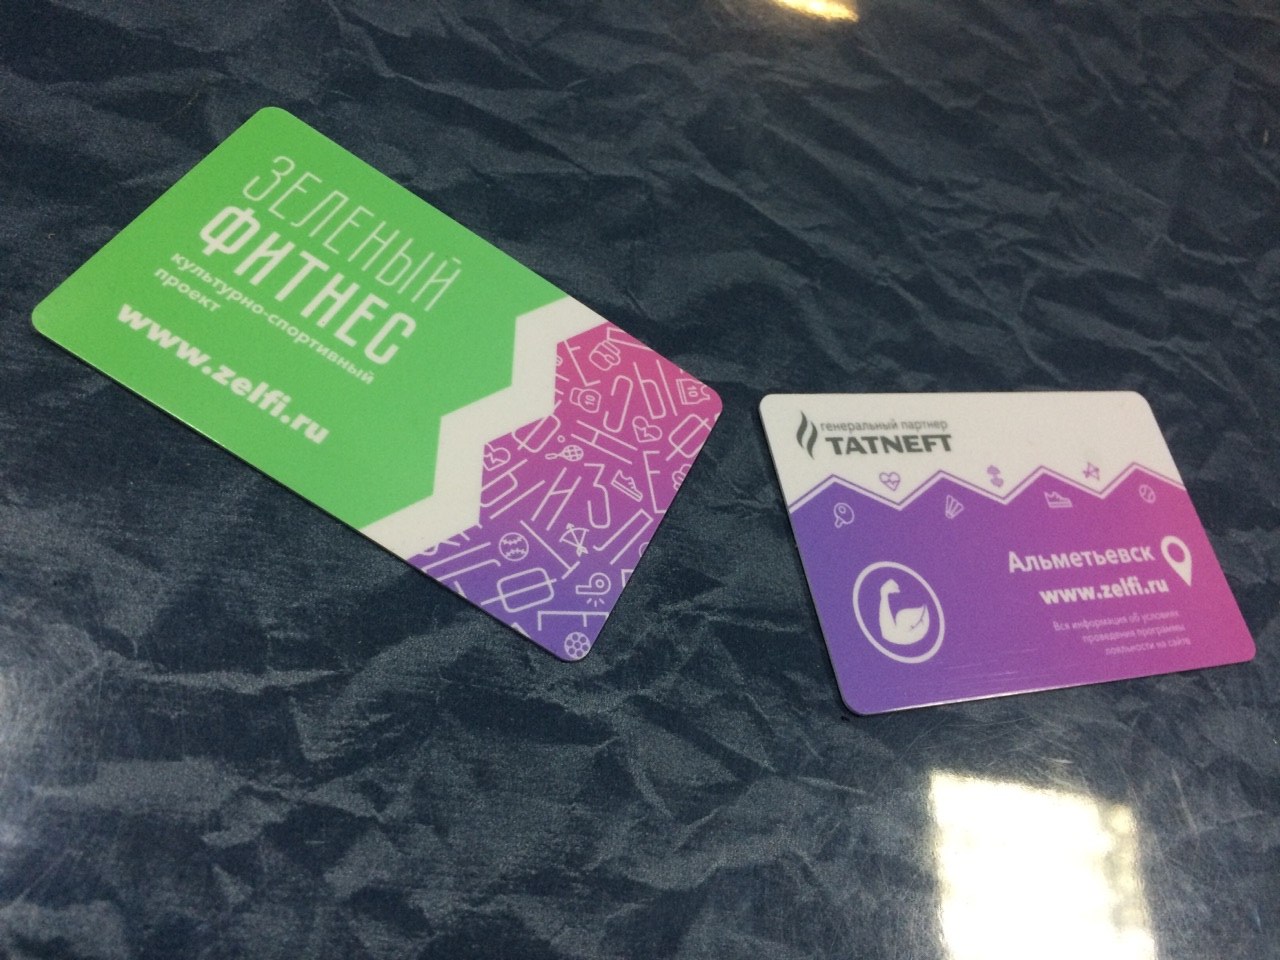 ЗЕЛЕНЫЙ
ФИТНЕС
культурно-спортивный
проект
www.zelfi.ru
генеральный партнер
TATNEFT
Альметьевск
www.zelfi.ru
Вся информация об условиях
проведения программы
лояльности на сайте